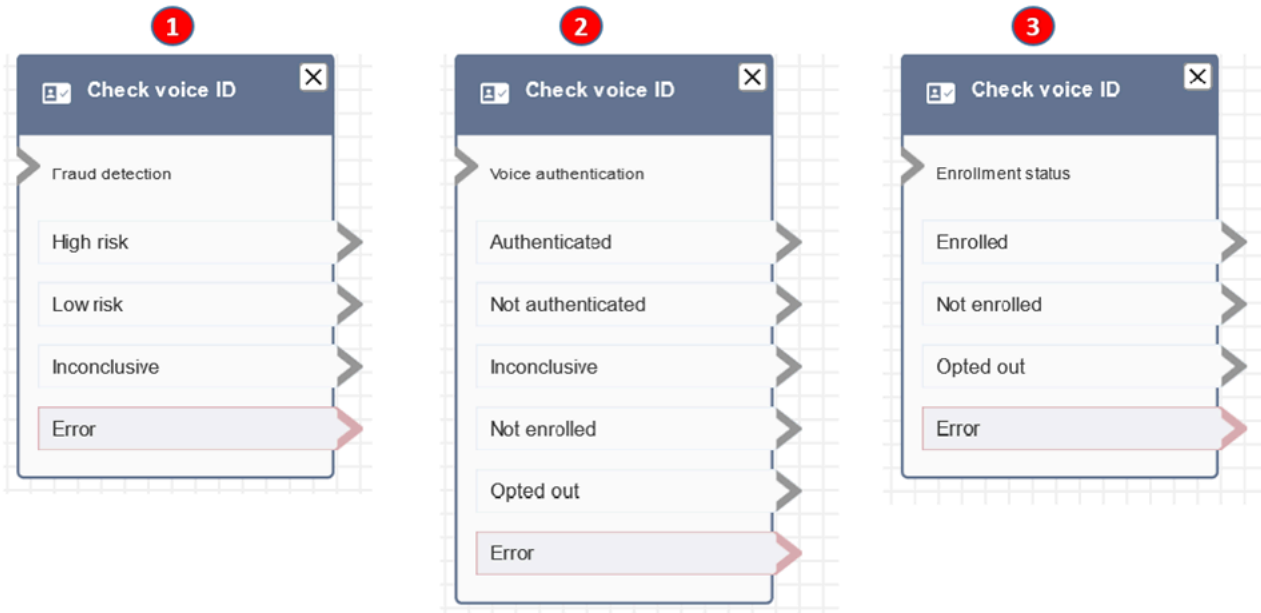 1
Check voice ID
Fraud detection
High risk
Low risk
Inconclusive
Error
2
Check voice ID
Voice authentication
Authenticated
Not authenticated
Inconclusive
Not enrolled
Opted out
Error
3
Check voice ID
Enrollment status
Enrolled
Not enrolled
Opted out
Error